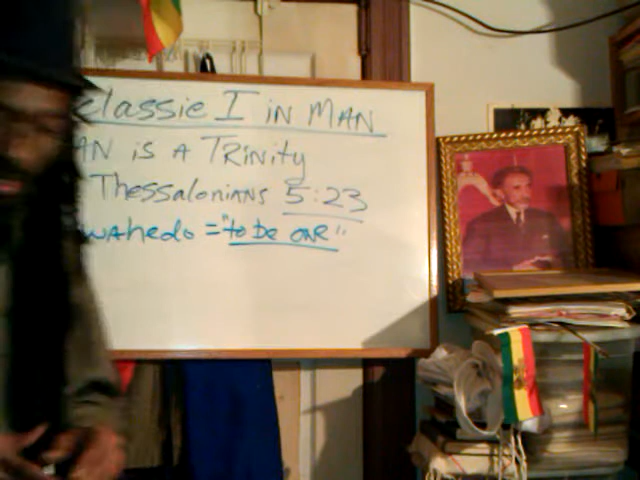 elassie I in MAN
AN is a Trinity
Thessalonians 5:23
wahedo = "to be one"